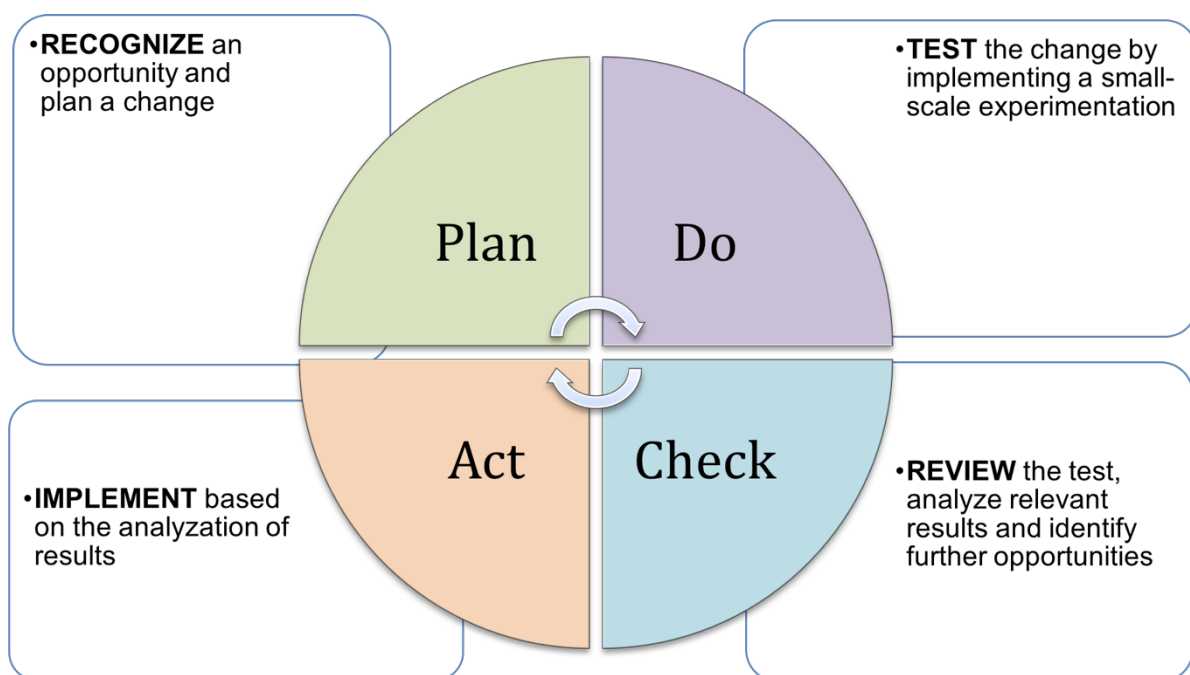 •RECOGNIZE an
opportunity and
plan a change
•TEST the change by
implementing a small-
scale experimentation
Plan
Do
Act
Check
•IMPLEMENT based
on the analyzation of
results
•REVIEW the test,
analyze relevant
results and identify
further opportunities